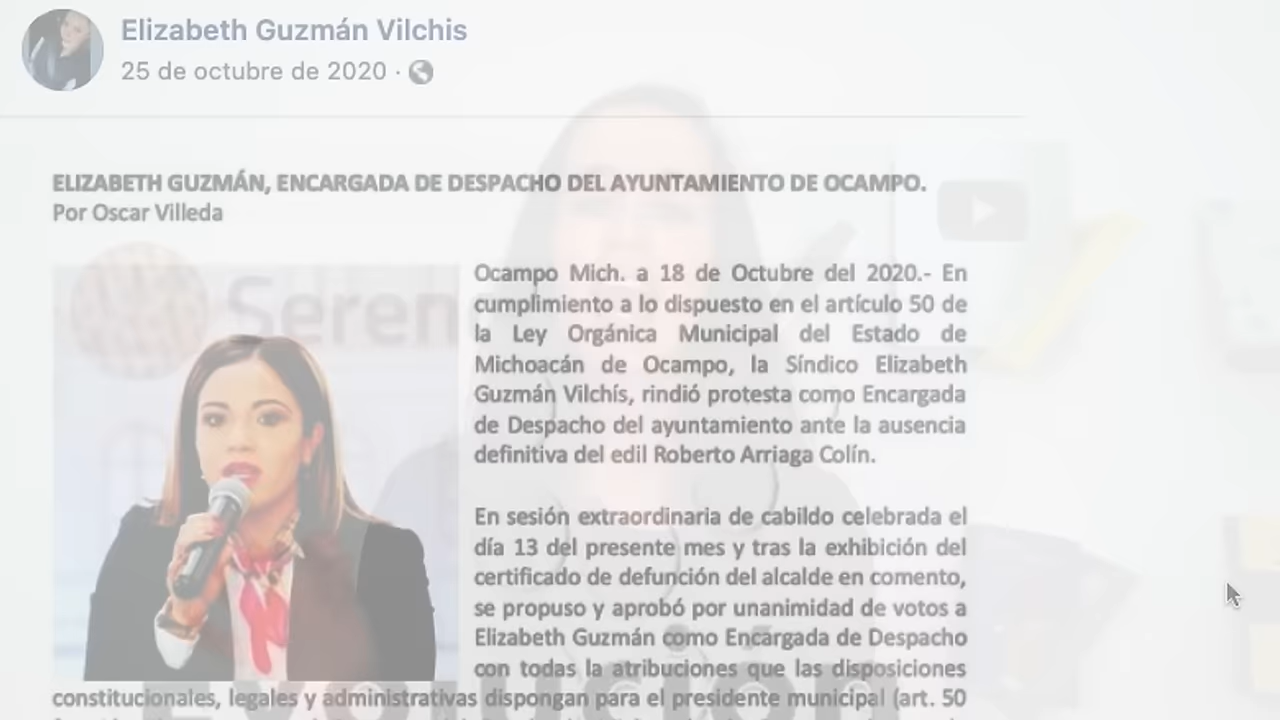 Elizabeth Guzmán Vilchis
25 de octubre de 2020 ·
ELIZABETH GUZMÁN, ENCARGADA DE DESPACHO DEL AYUNTAMIENTO DE OCAMPO.
Por Oscar Villeda
Seren
Ocampo Mich. a 18 de Octubre del 2020.- En
cumplimiento a lo dispuesto en el artículo 50 de
la Ley Orgánica Municipal del Estado de
Michoacán de Ocampo, la Síndico Elizabeth
Guzmán Vilchís, rindió protesta como Encargada
de Despacho del ayuntamiento ante la ausencia
definitiva del edil Roberto Arriaga Colín.
En sesión extraordinaria de cabildo celebrada el
día 13 del presente mes y tras la exhibición del
certificado de defunción del alcalde en comento,
se propuso y aprobó por unanimidad de votos a
Elizabeth Guzmán como Encargada de Despacho
con todas la atribuciones que las disposiciones
constitucionales, legales y administrativas dispongan para el presidente municipal (art. 50